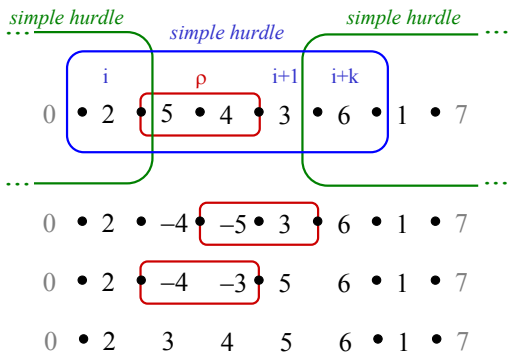 simple hurdle simple hurdle simple hurdle
i ρ i+1 i+k
0 • 2 • 5 • 4 • 3 • 6 • 1 • 7
0 • 2 • −4 • −5 • 3 • 6 • 1 • 7
0 • 2 • −4 −3 • 5 6 • 1 • 7
0 • 2 3 4 5 6 • 1 • 7